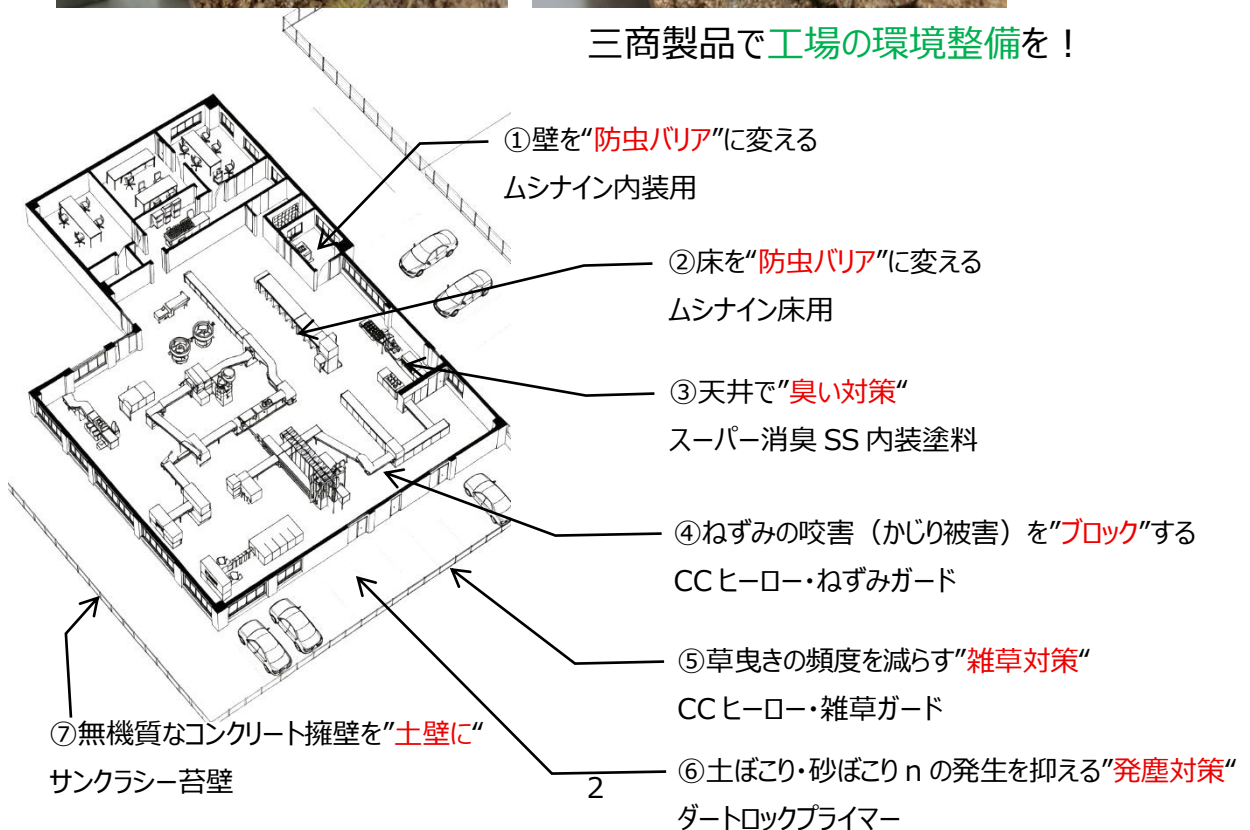 三商製品で工場の環境整備を！
①壁を“防虫バリア”に変える
ムシナイン内装用
②床を“防虫バリア”に変える
ムシナイン床用
③天井で”臭い対策“
スーパー消臭 SS 内装塗料
④ねずみの咬害（かじり被害）を”ブロック”する
CC ヒーロー・ねずみガード
⑤草曳きの頻度を減らす”雑草対策“
CC ヒーロー・雑草ガード
⑥土ぼこり・砂ぼこり n の発生を抑える”発塵対策“
ダートロックプライマー
⑦無機質なコンクリート擁壁を”土壁に“
サンクラシー苔壁
2